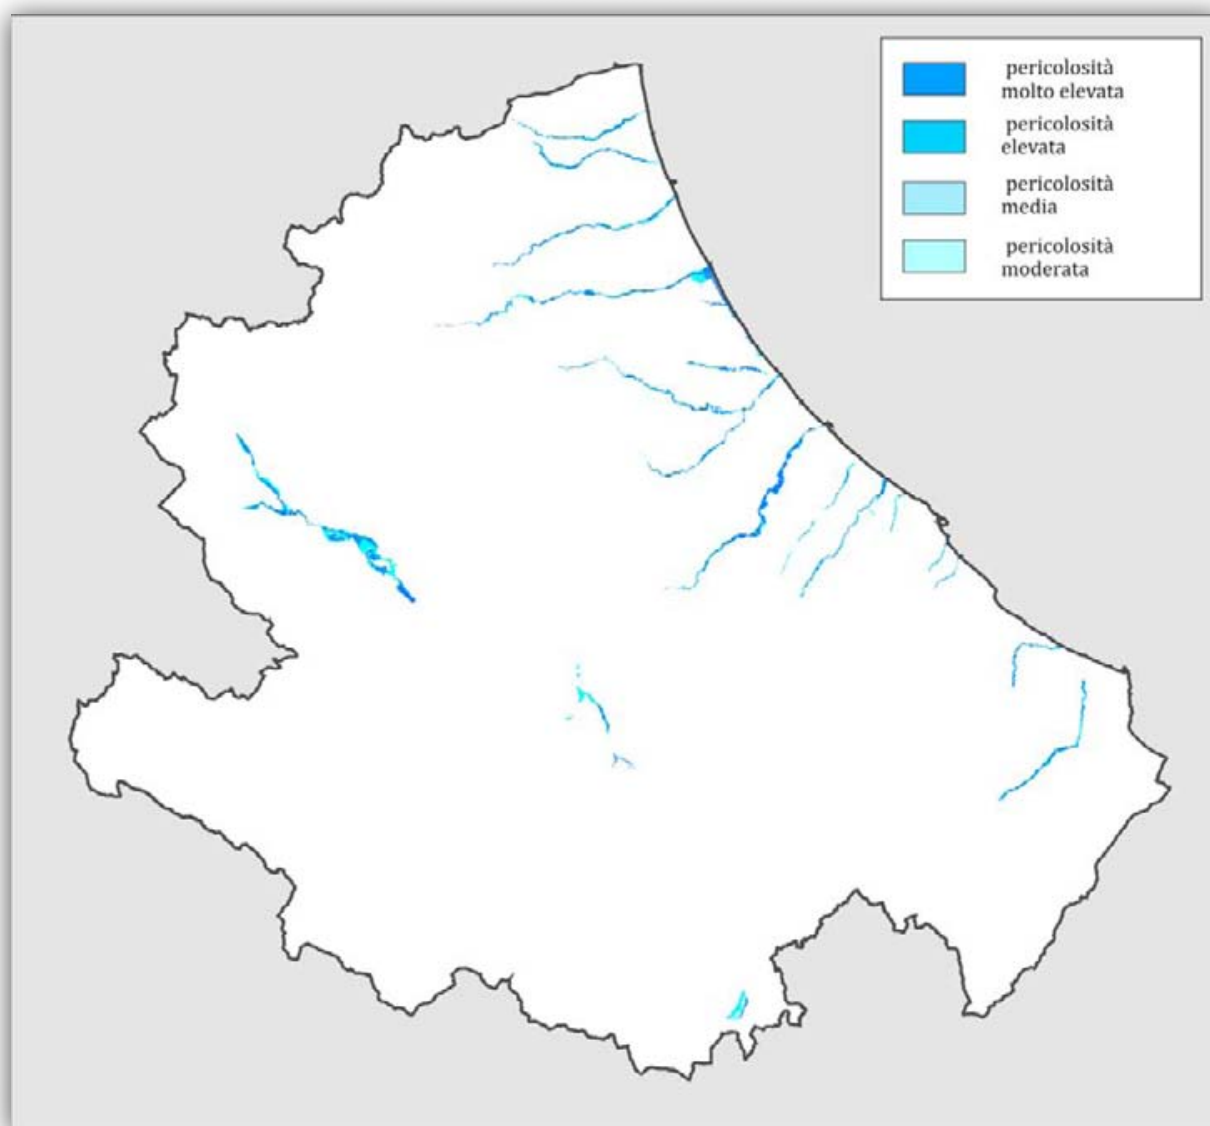 pericolosità
molto elevata
pericolosità
elevata
pericolosità
media
pericolosità
moderata